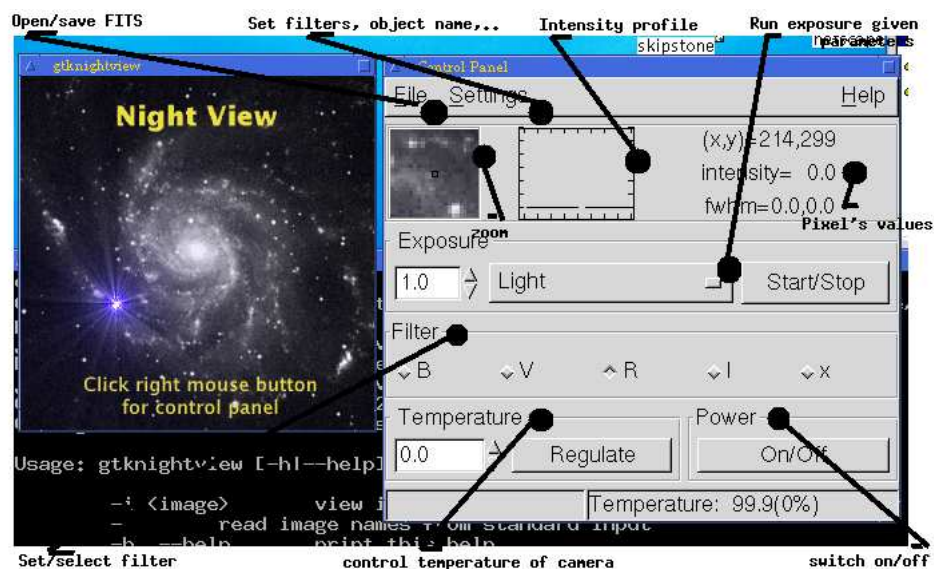 Open/save FITS
Set filters, object name,..
Intensity profile
Run exposure given
parameters
skipstone
gtknightview
Night View
Click right mouse button
for control panel
Control Panel
File Settings Help
(x,y)=214,299
intensity= 0.0
fwhm=0.0,0.0
zoom
Pixel's values
Exposure
1.0 Light Start/Stop
Filter
B V R I x
Temperature Power
0.0 Regulate On/Off
Temperature: 99.9(0%)
Usage: gtknightview [-h|--help]
-i <image> view
- read image names from standard input
-h --help print this help
Set/select filter
control temperature of camera
switch on/off